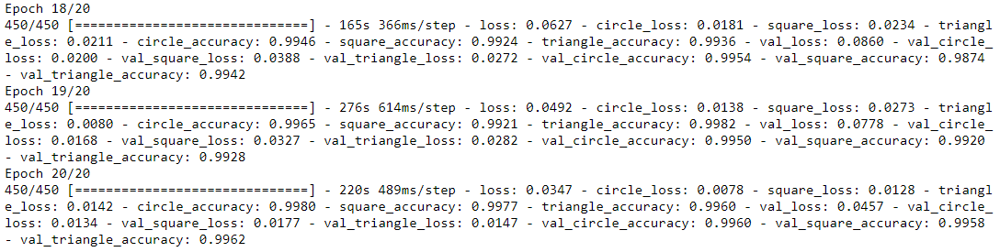 Epoch 18/20
450/450 [==============================] - 165s 366ms/step - loss: 0.0627 - circle_loss: 0.0181 - square_loss: 0.0234 - triangl
e_loss: 0.0211 - circle_accuracy: 0.9946 - square_accuracy: 0.9924 - triangle_accuracy: 0.9936 - val_loss: 0.0860 - val_circle_
loss: 0.0200 - val_square_loss: 0.0388 - val_triangle_loss: 0.0272 - val_circle_accuracy: 0.9954 - val_square_accuracy: 0.9874
- val_triangle_accuracy: 0.9942
Epoch 19/20
450/450 [==============================] - 276s 614ms/step - loss: 0.0492 - circle_loss: 0.0138 - square_loss: 0.0273 - triangl
e_loss: 0.0080 - circle_accuracy: 0.9965 - square_accuracy: 0.9921 - triangle_accuracy: 0.9982 - val_loss: 0.0778 - val_circle_
loss: 0.0168 - val_square_loss: 0.0327 - val_triangle_loss: 0.0282 - val_circle_accuracy: 0.9950 - val_square_accuracy: 0.9920
- val_triangle_accuracy: 0.9928
Epoch 20/20
450/450 [==============================] - 220s 489ms/step - loss: 0.0347 - circle_loss: 0.0078 - square_loss: 0.0128 - triangl
e_loss: 0.0142 - circle_accuracy: 0.9980 - square_accuracy: 0.9977 - triangle_accuracy: 0.9960 - val_loss: 0.0457 - val_circle_
loss: 0.0134 - val_square_loss: 0.0177 - val_triangle_loss: 0.0147 - val_circle_accuracy: 0.9960 - val_square_accuracy: 0.9958
- val_triangle_accuracy: 0.9962